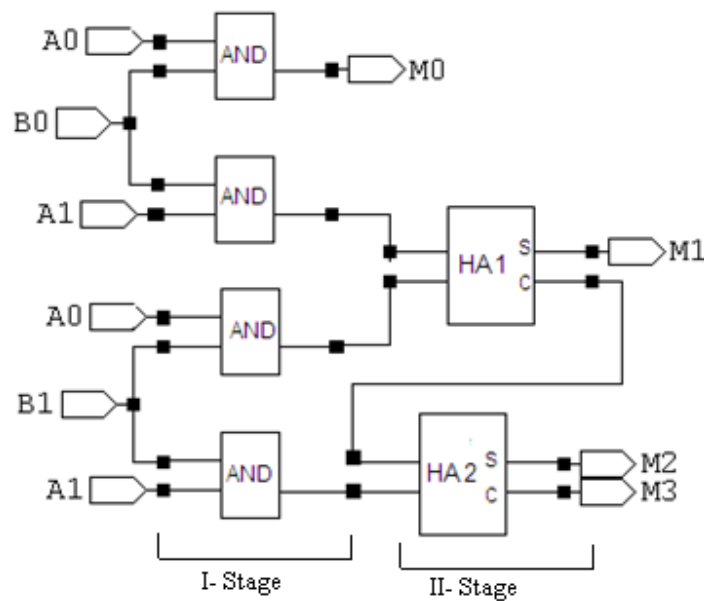 A0
AND
M0
B0
AND
A1
HA1
S
C
M1
A0
AND
B1
A1
AND
HA2
S
C
M2
M3
I- Stage
II- Stage